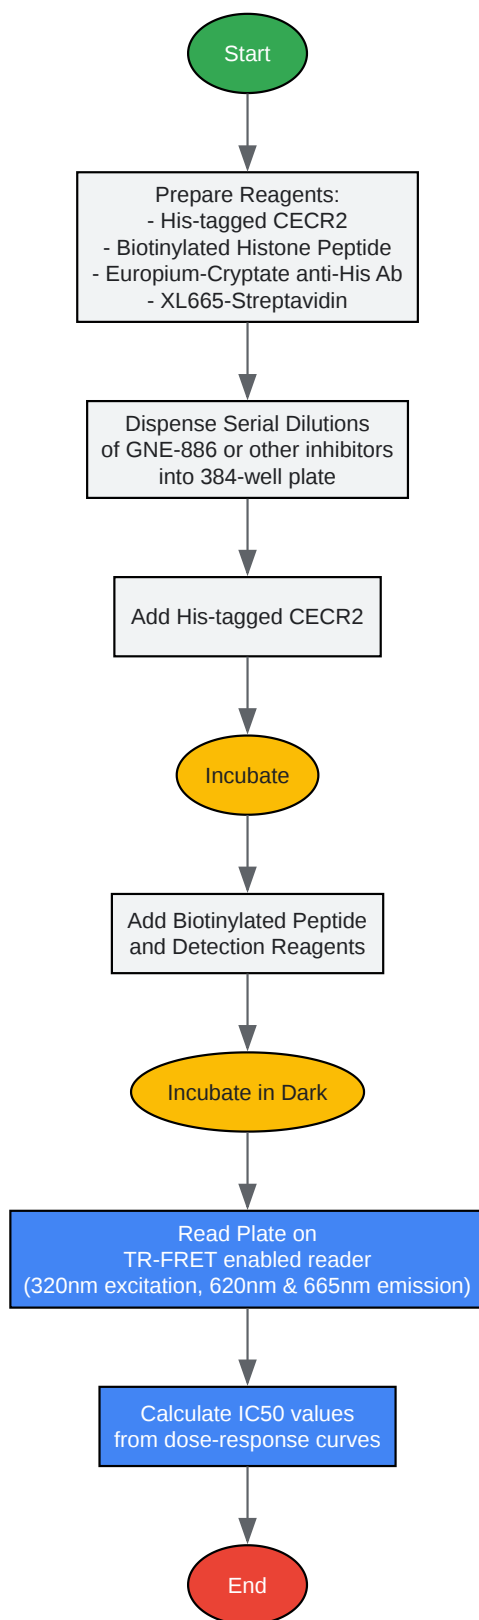 Start
Prepare Reagents:
- His-tagged CECR2
- Biotinylated Histone Peptide
- Europium-Cryptate anti-His Ab
- XL665-Streptavidin
Dispense Serial Dilutions
of GNE-886 or other inhibitors
into 384-well plate
Add His-tagged CECR2
Incubate
Add Biotinylated Peptide
and Detection Reagents
Incubate in Dark
Read Plate on
TR-FRET enabled reader
(320nm excitation, 620nm & 665nm emission)
Calculate IC50 values
from dose-response curves
End